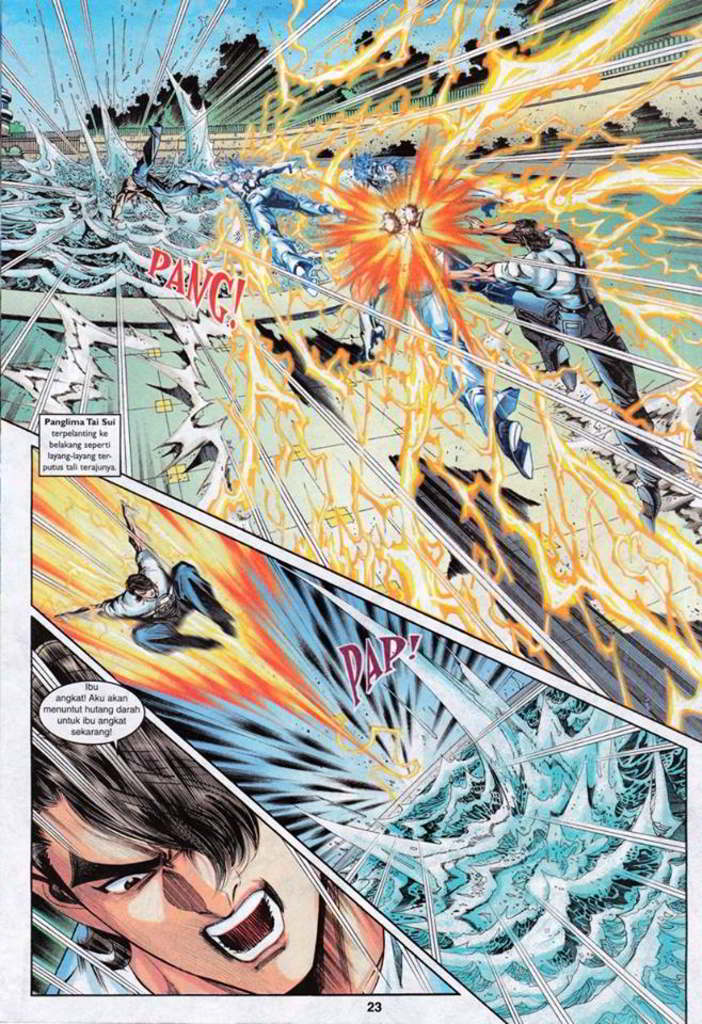 PANG!
Panglima Tai Sui
terpelanting ke
belakang seperti
layang-layang ter-
putus tali terajunya.
PAP!
Ibu
angkat! Aku akan
menuntut hutang darah
untuk ibu angkat
sekarang!
23